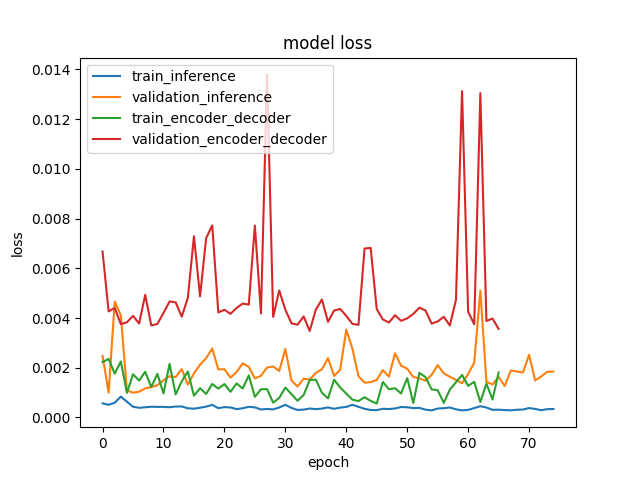 model loss
train_inference
validation_inference
train_encoder_decoder
validation_encoder_decoder
0.014
0.012
0.010
0.008
0.006
0.004
0.002
0.000
loss
0 10 20 30 40 50 60 70
epoch